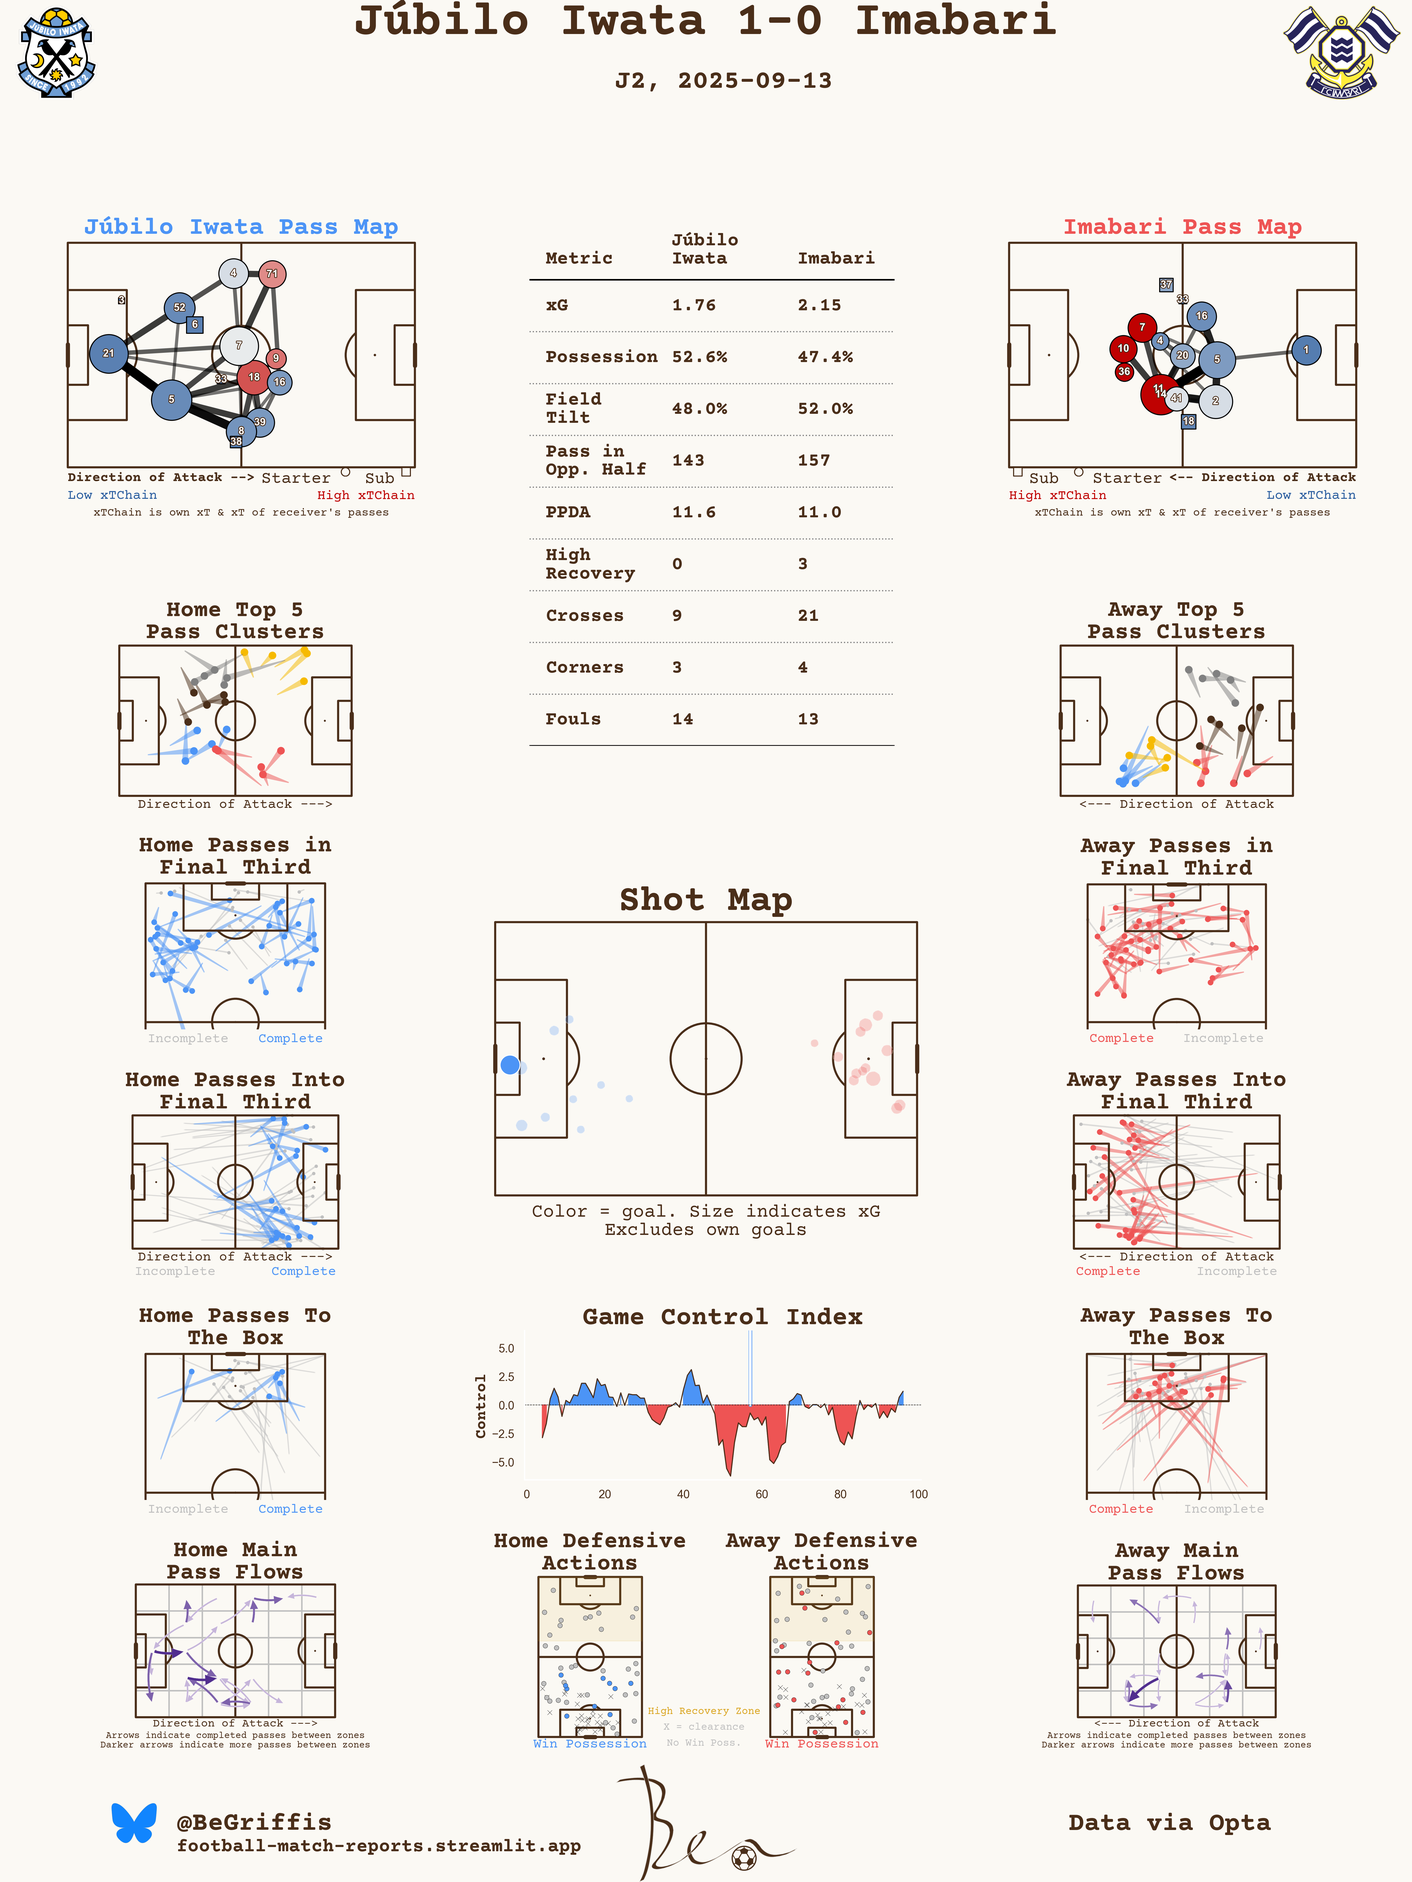 Júbilo Iwata 1-0 Imabari
J2, 2025-09-13
JUBILO IWATA
SINCE 1992
FC IMABARI
Júbilo Iwata Pass Map
4
71
3
52
6
21
7
9
33
18
16
5
39
8
38
Direction of Attack --> Starter Sub
Low xTChain High xTChain
xTChain is own xT & xT of receiver's passes
Metric Júbilo Iwata Imabari
xG 1.76 2.15
Possession 52.6% 47.4%
Field Tilt 48.0% 52.0%
Pass in Opp. Half 143 157
PPDA 11.6 11.0
High Recovery 0 3
Crosses 9 21
Corners 3 4
Fouls 14 13
Imabari Pass Map
37
33
16
7
4
10
20
5
1
36
11
14
41
2
18
Sub Starter <-- Direction of Attack
High xTChain Low xTChain
xTChain is own xT & xT of receiver's passes
Home Top 5
Pass Clusters
Direction of Attack --->
Away Top 5
Pass Clusters
<--- Direction of Attack
Home Passes in
Final Third
Incomplete Complete
Away Passes in
Final Third
Complete Incomplete
Shot Map
Color = goal. Size indicates xG
Excludes own goals
Home Passes Into
Final Third
Direction of Attack --->
Incomplete Complete
Away Passes Into
Final Third
<--- Direction of Attack
Complete Incomplete
Home Passes To
The Box
Incomplete Complete
Game Control Index
Control
5.0
2.5
0.0
−2.5
−5.0
0 20 40 60 80 100
Away Passes To
The Box
Complete Incomplete
Home Main
Pass Flows
Direction of Attack --->
Arrows indicate completed passes between zones
Darker arrows indicate more passes between zones
Home Defensive
Actions
Win Possession
High Recovery Zone
X = clearance
No Win Poss.
Away Defensive
Actions
Win Possession
Away Main
Pass Flows
<--- Direction of Attack
Arrows indicate completed passes between zones
Darker arrows indicate more passes between zones
@BeGriffis
football-match-reports.streamlit.app
Ben
Data via Opta